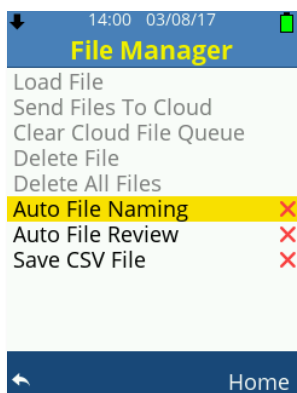 14:00 03/08/17
File Manager
Load File
Send Files To Cloud
Clear Cloud File Queue
Delete File
Delete All Files
Auto File Naming
Auto File Review
Save CSV File
Home